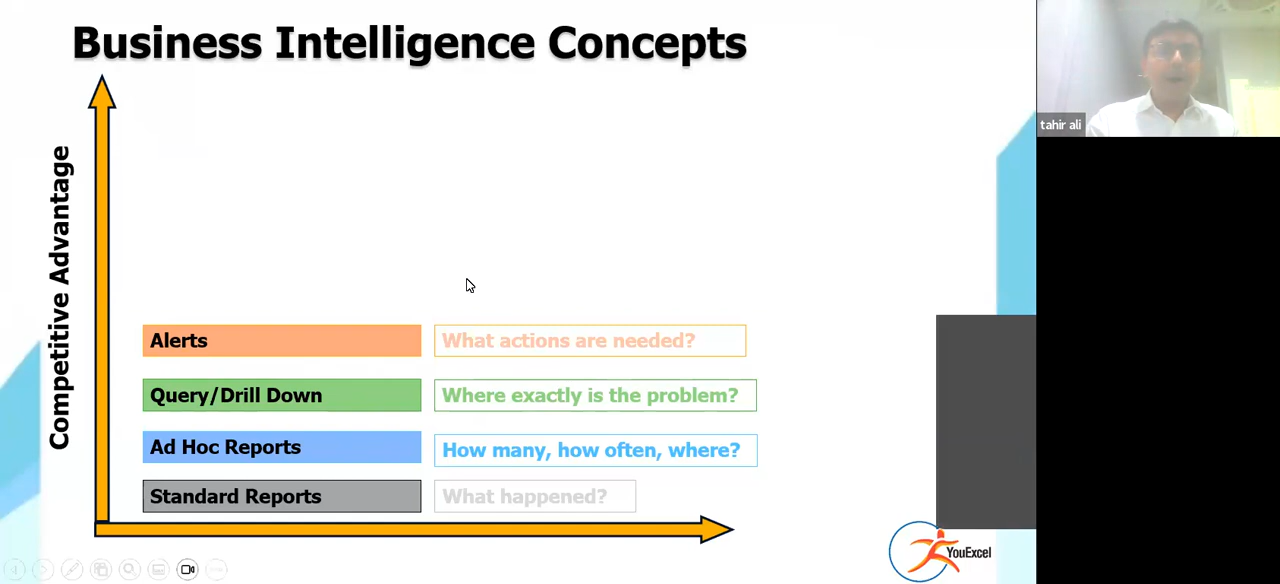 Business Intelligence Concepts
tahir ali
Competitive Advantage
Alerts
What actions are needed?
Query/Drill Down
Where exactly is the problem?
Ad Hoc Reports
How many, how often, where?
Standard Reports
What happened?
YouExcel